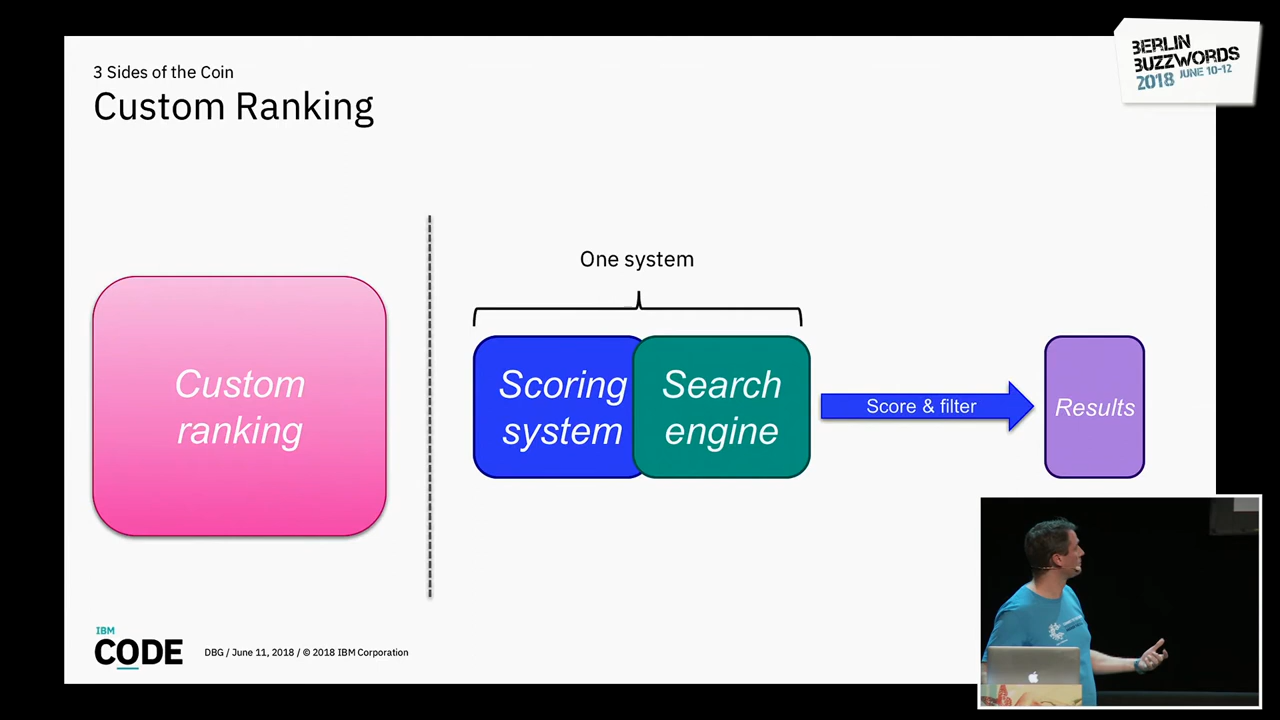 3 Sides of the Coin
Custom Ranking
BERLIN
BUZZWORDS
2018 JUNE 10-12
One system
Custom
ranking
Scoring
system
Search
engine
Score & filter
Results
IBM
CODE
DBG / June 11, 2018 / © 2018 IBM Corporation